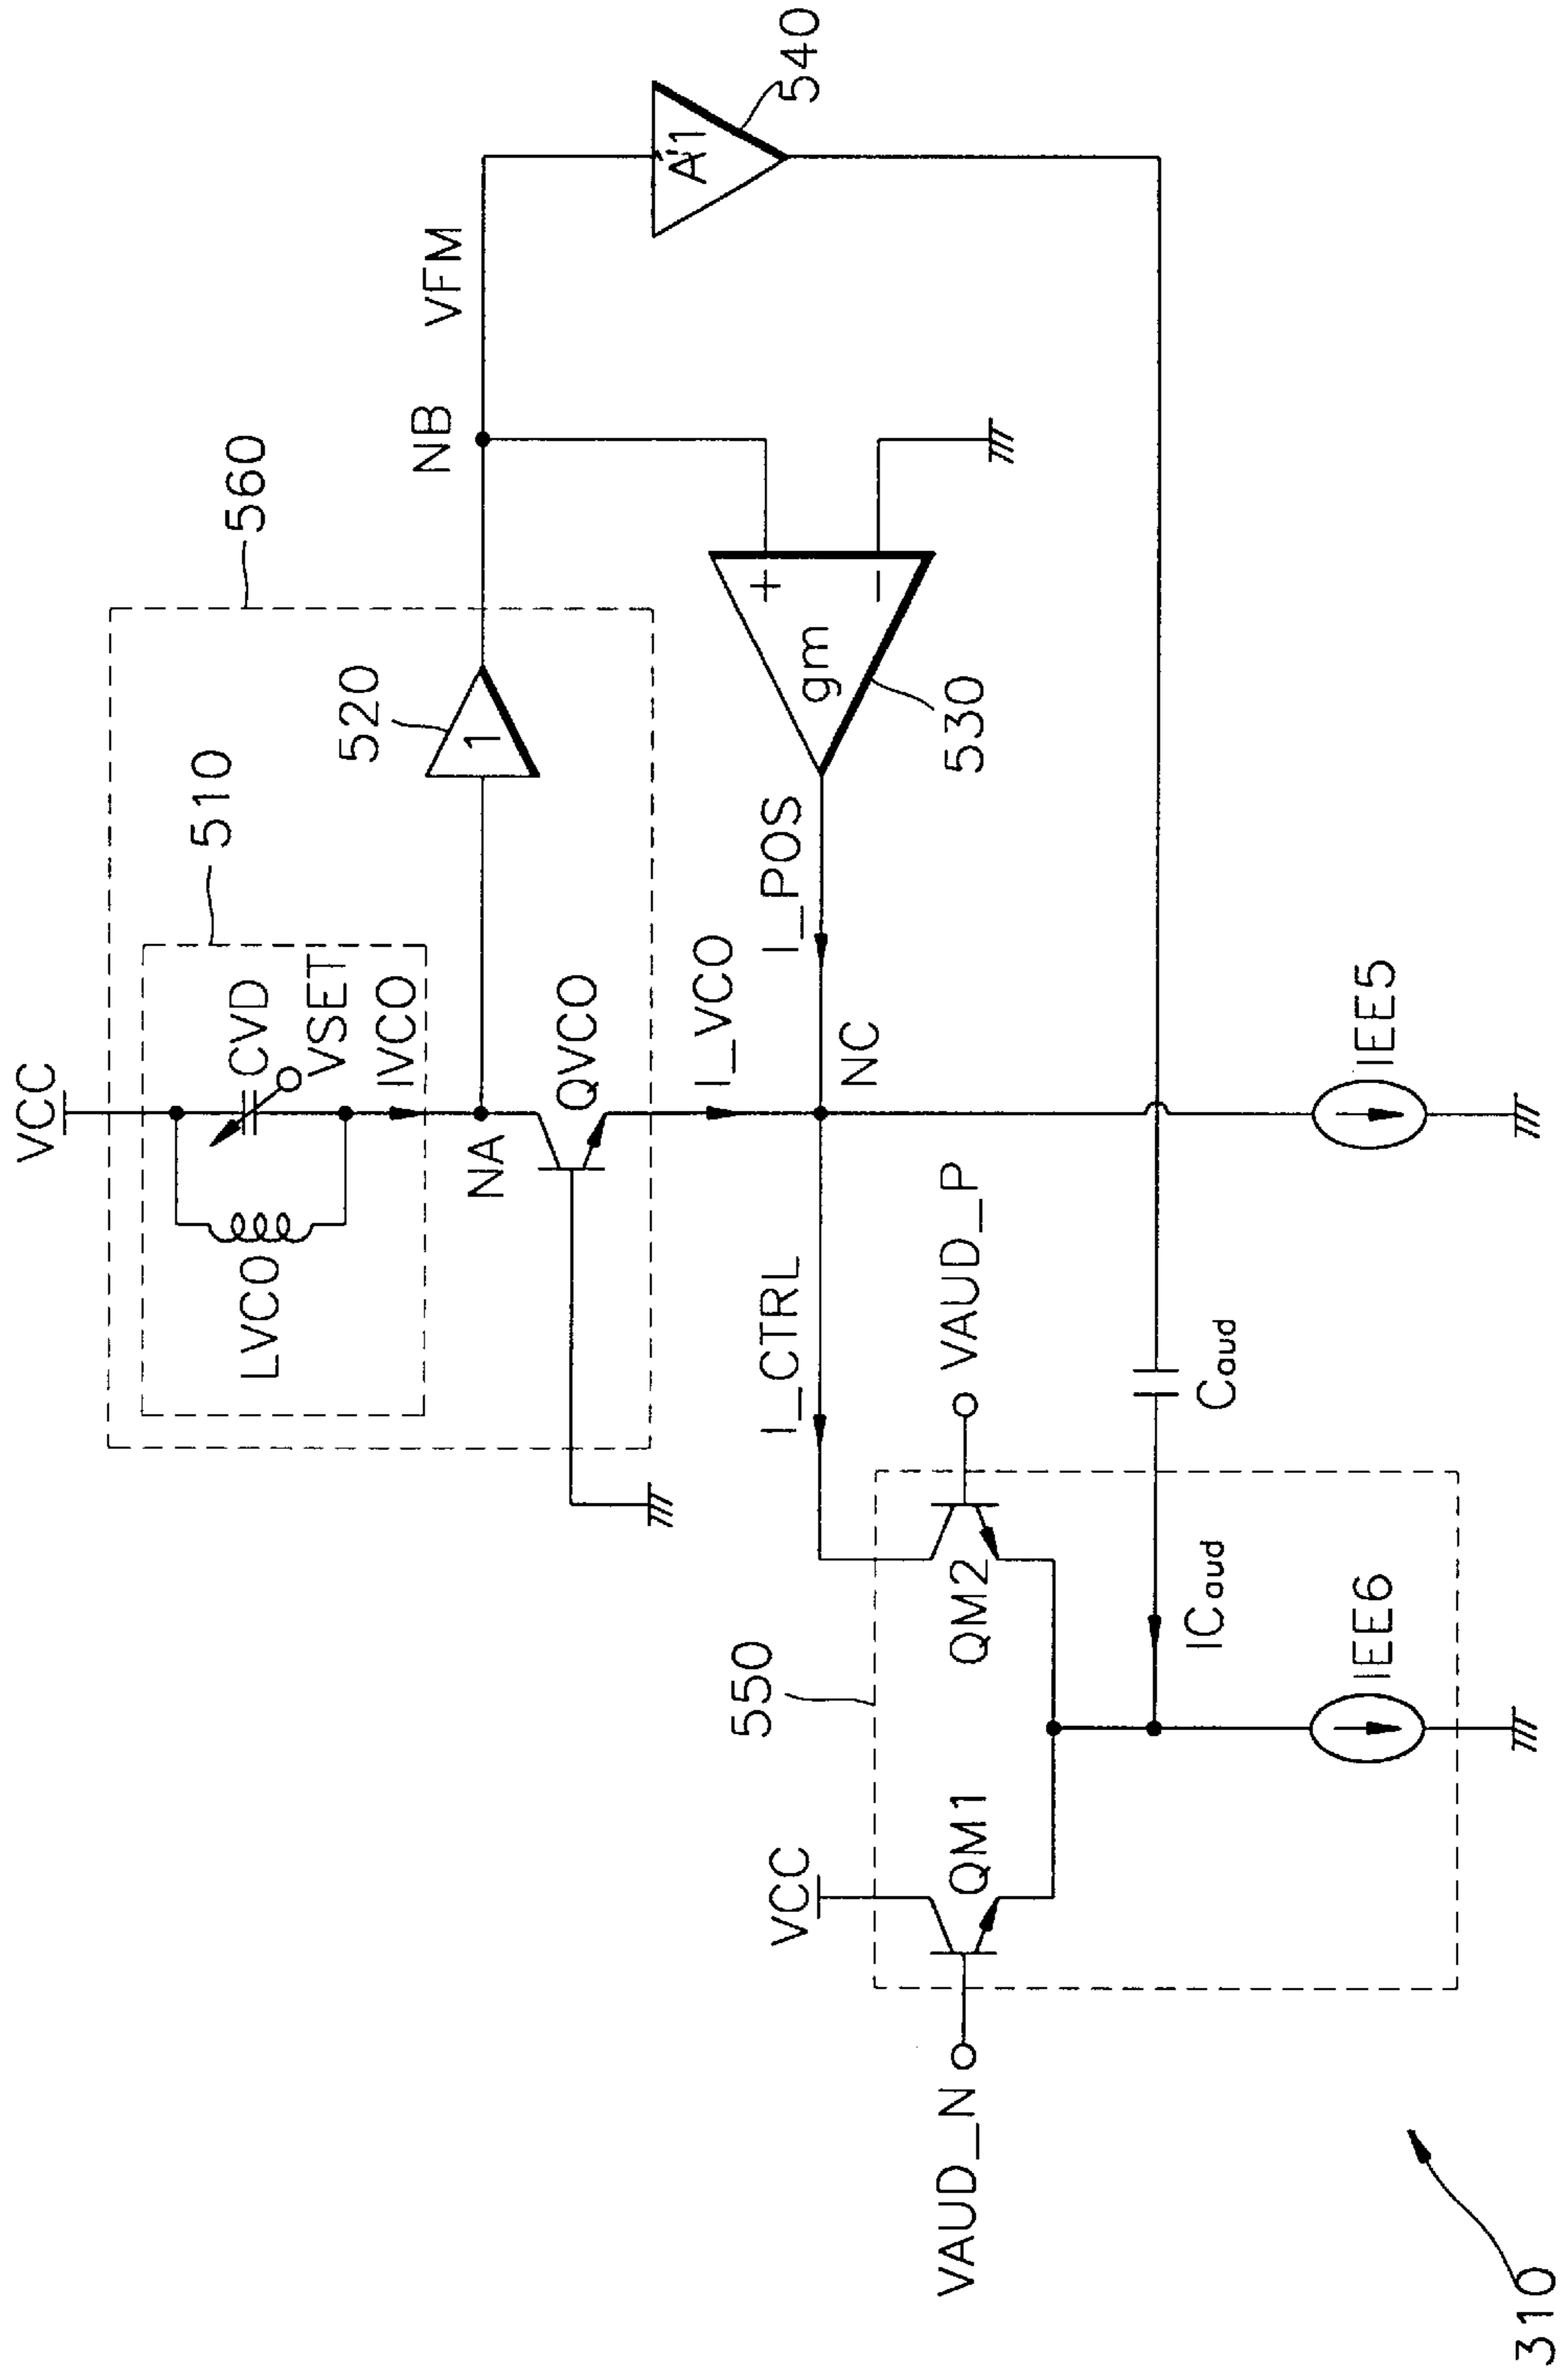 VCC
510
560
LVCO
CVD
VSET
IVCO
520
1
NA
QVCO
NB
VFM
A'1
540
I_VCO
I_CTRL
I_POS
gm
+
−
530
NC
550
VCC
QM1
QM2
VAUD_P
VAUD_N
Caud
ICaud
IEE6
IEE5
310